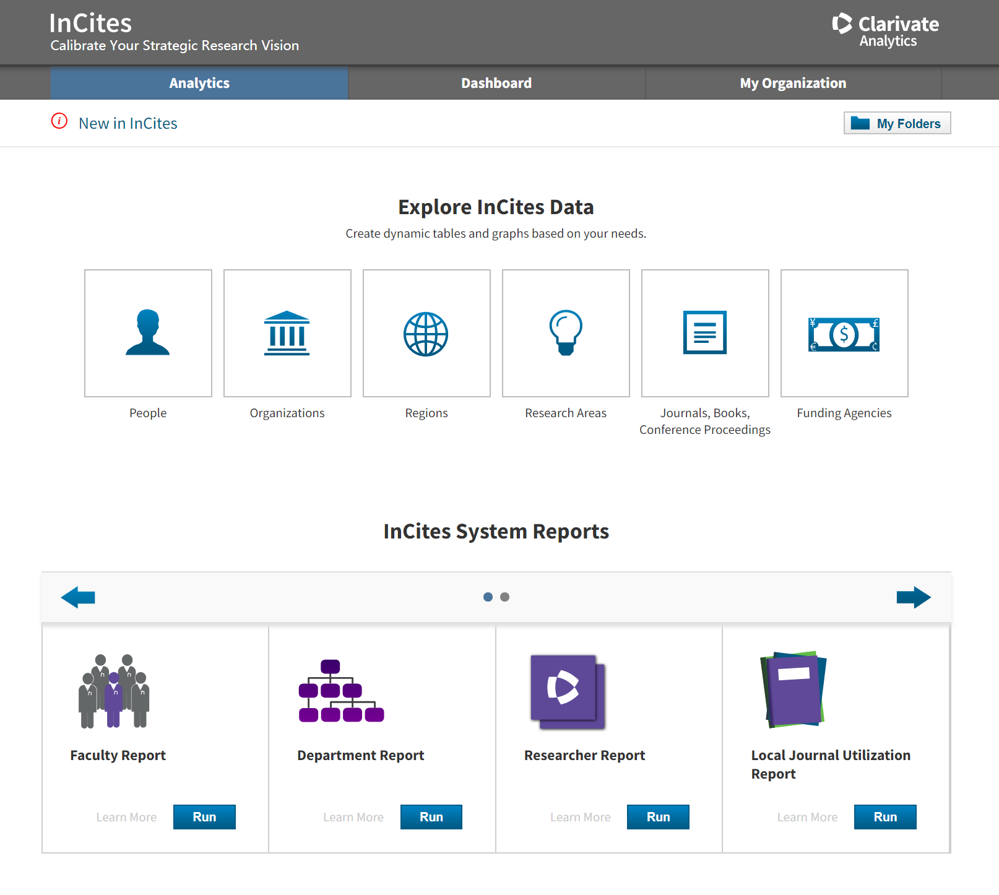 InCites
Calibrate Your Strategic Research Vision
Clarivate
Analytics
Analytics
Dashboard
My Organization
i
New in InCites
My Folders
Explore InCites Data
Create dynamic tables and graphs based on your needs.
¥ £
$
€ ¢
People
Organizations
Regions
Research Areas
Journals, Books,
Conference Proceedings
Funding Agencies
InCites System Reports
Faculty Report
Learn More
Run
Department Report
Learn More
Run
Researcher Report
Learn More
Run
Local Journal Utilization
Report
Learn More
Run